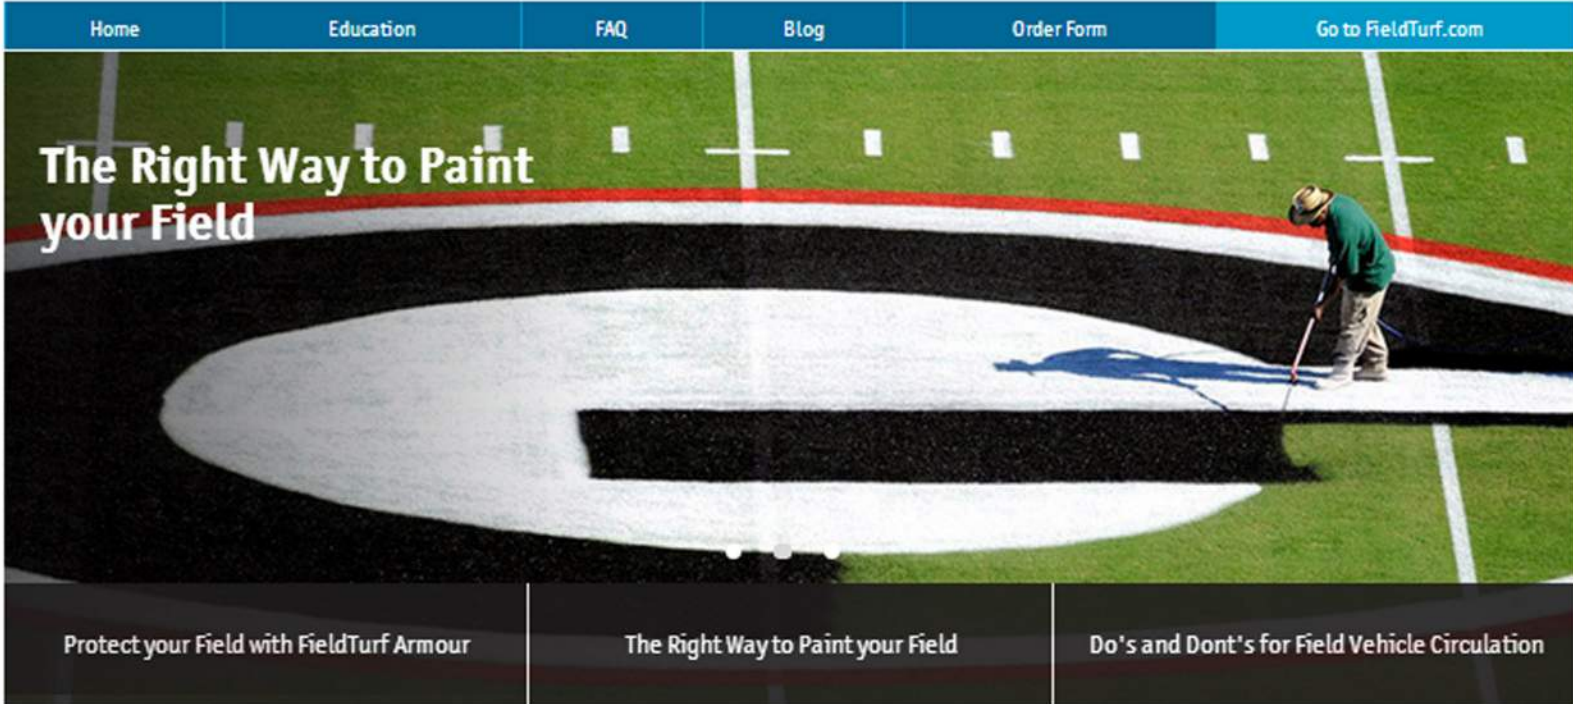 Home Education FAQ Blog Order Form Go to FieldTurf.com
The Right Way to Paint
your Field
Protect your Field with FieldTurf Armour The Right Way to Paint your Field Do's and Dont's for Field Vehicle Circulation